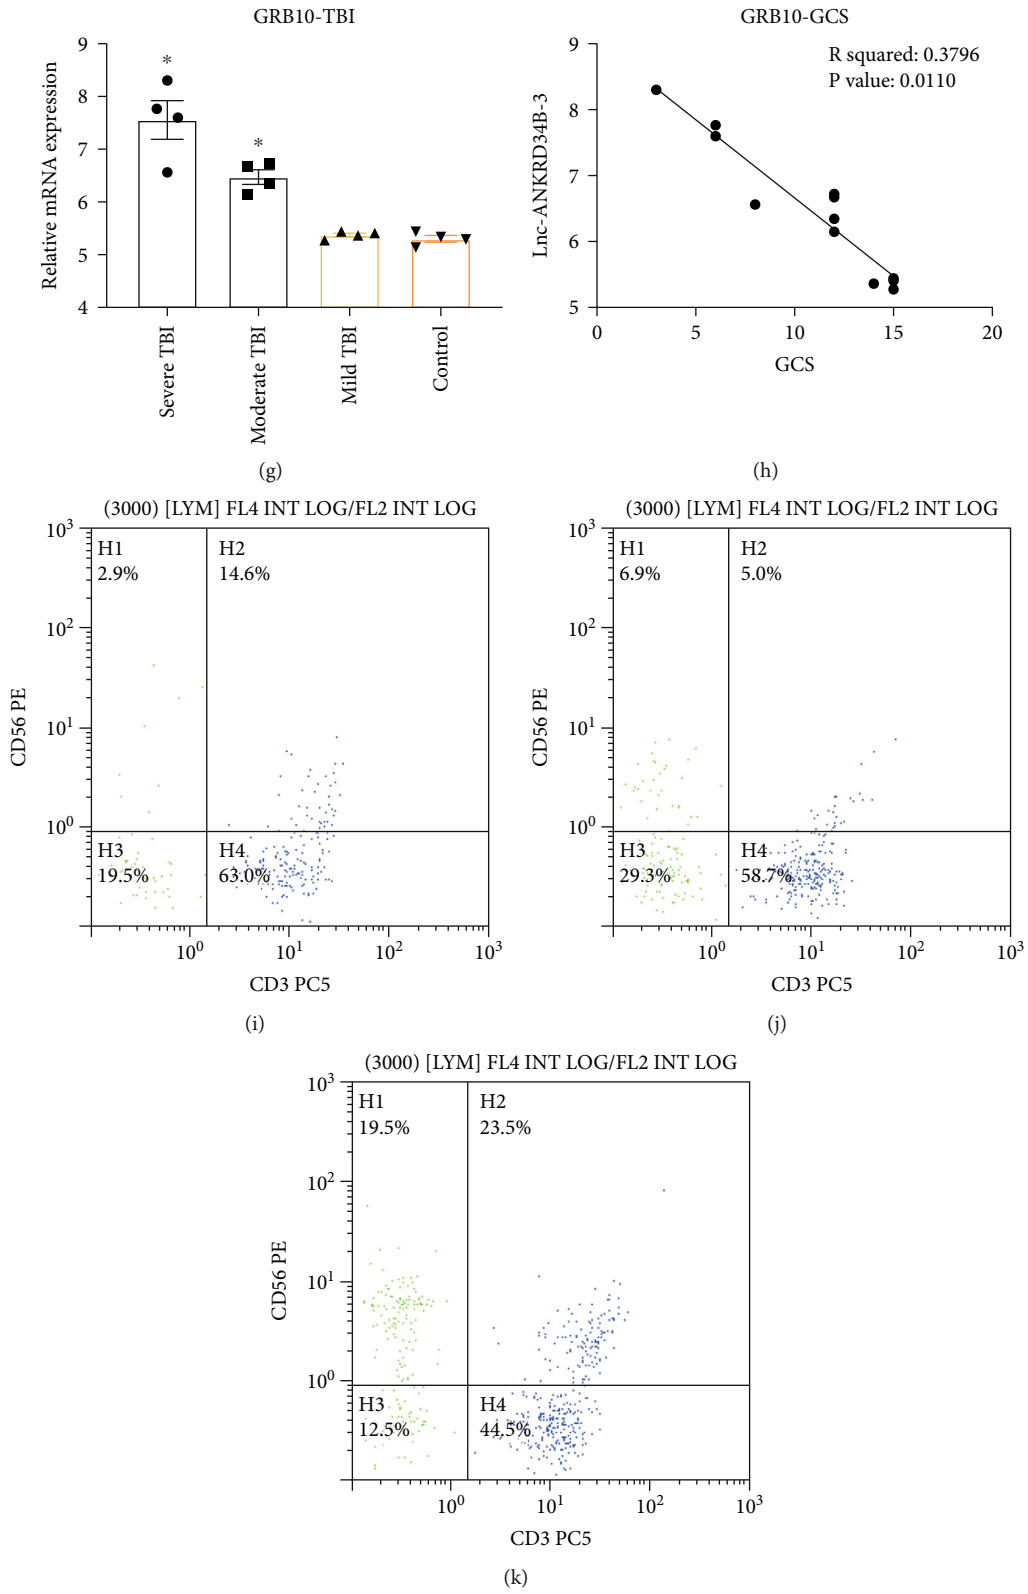 GRB10-TBI
Relative mRNA expression
9
8
7
6
5
4
*
*
Severe TBI
Moderate TBI
Mild TBI
Control
(g)
GRB10-GCS
R squared: 0.3796
P value: 0.0110
Lnc-ANKRD34B-3
9
8
7
6
5
0 5 10 15 20
GCS
(h)
(3000) [LYM] FL4 INT LOG/FL2 INT LOG
CD56 PE
10³
10²
10¹
10⁰
H1
2.9%
H2
14.6%
H3
19.5%
H4
63.0%
10⁰ 10¹ 10² 10³
CD3 PC5
(i)
(3000) [LYM] FL4 INT LOG/FL2 INT LOG
CD56 PE
10³
10²
10¹
10⁰
H1
6.9%
H2
5.0%
H3
29.3%
H4
58.7%
10⁰ 10¹ 10² 10³
CD3 PC5
(j)
(3000) [LYM] FL4 INT LOG/FL2 INT LOG
CD56 PE
10³
10²
10¹
10⁰
H1
19.5%
H2
23.5%
H3
12.5%
H4
44.5%
10⁰ 10¹ 10² 10³
CD3 PC5
(k)